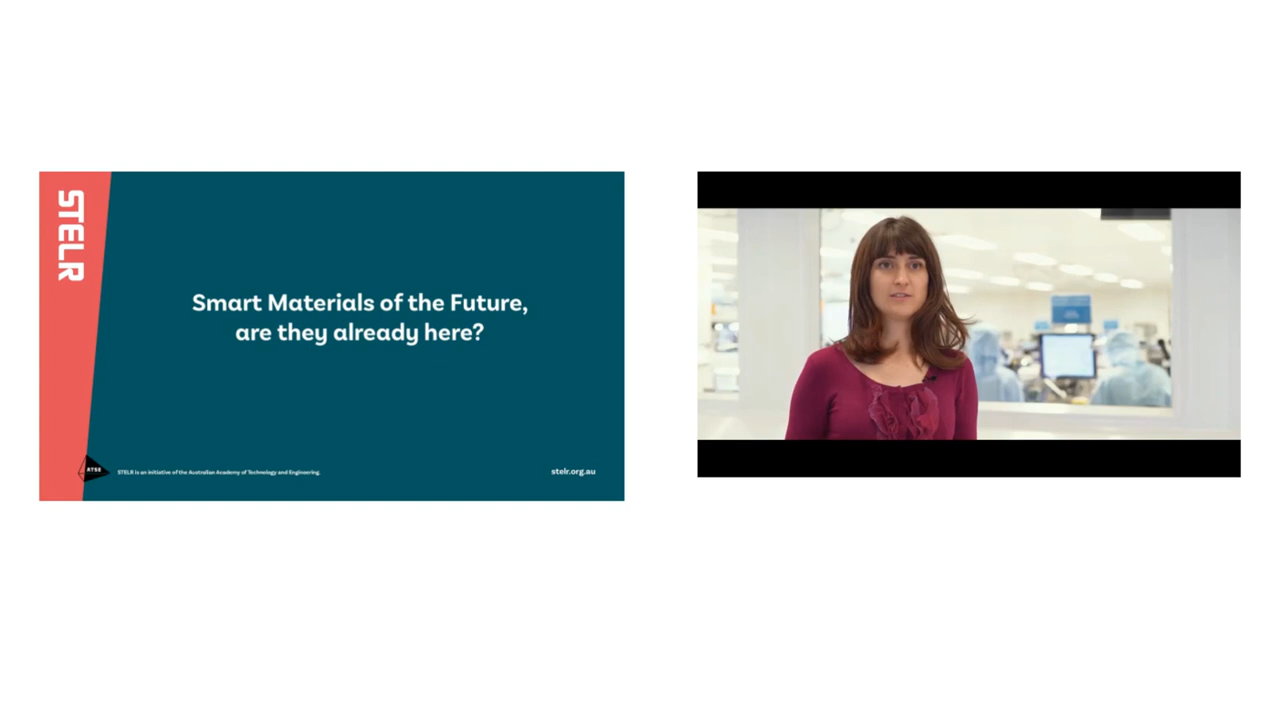 STELR
Smart Materials of the Future,
are they already here?
ATSE
STELR is an initiative of the Australian Academy of Technology and Engineering.
stelr.org.au